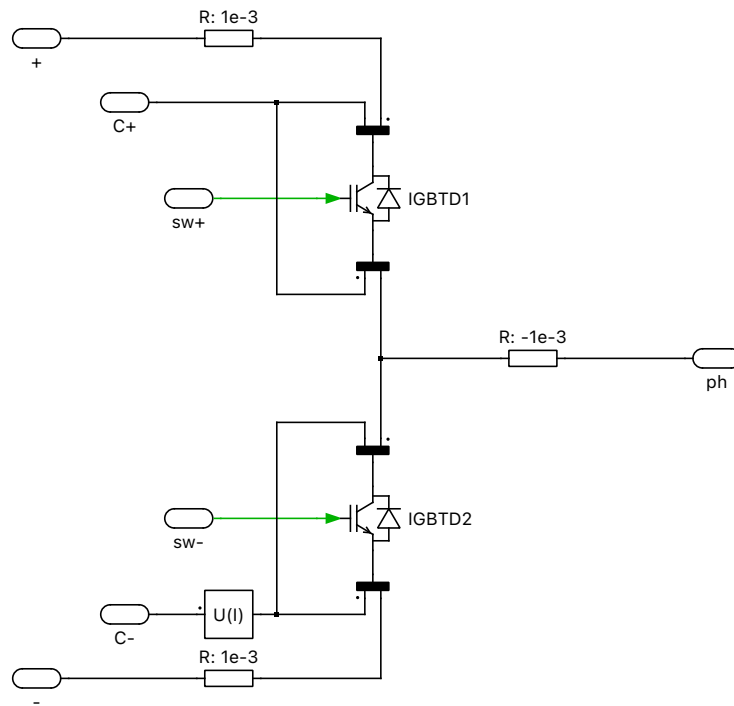 R: 1e-3
+
C+
sw+
IGBTD1
R: -1e-3
ph
sw-
IGBTD2
C-
U(I)
R: 1e-3
-